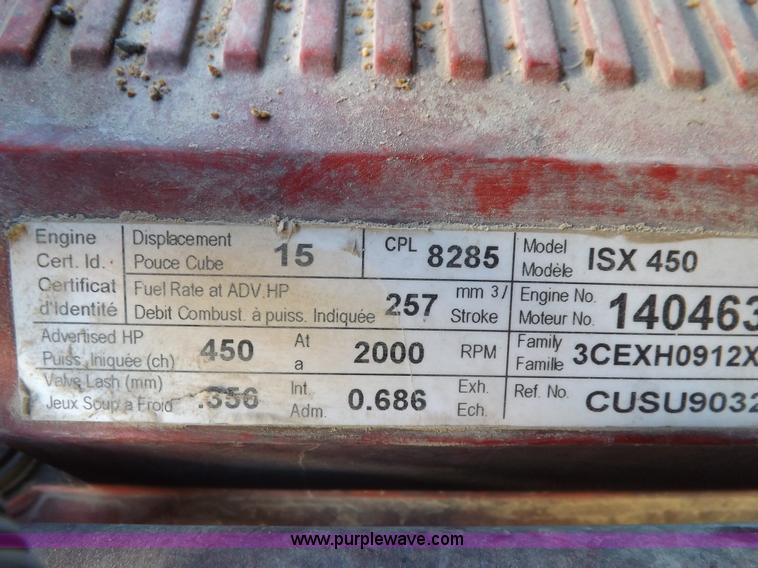 Engine Displacement 15 CPL 8285 Model ISX 450
Cert. Id. Pouce Cube Modèle
Certificat Fuel Rate at ADV.HP 257 mm 3/ Engine No. 140463
d'Identité Debit Combust. à puiss. Indiquée Stroke Moteur No.
Advertised HP 450 At 2000 RPM Family 3CEXH0912X
Puiss. Iniquée (ch) a Famille
Valve Lash (mm) .356 Int. 0.686 Exh. Ref. No. CUSU9032
Jeux Soup a Froid Adm. Ech.
www.purplewave.com